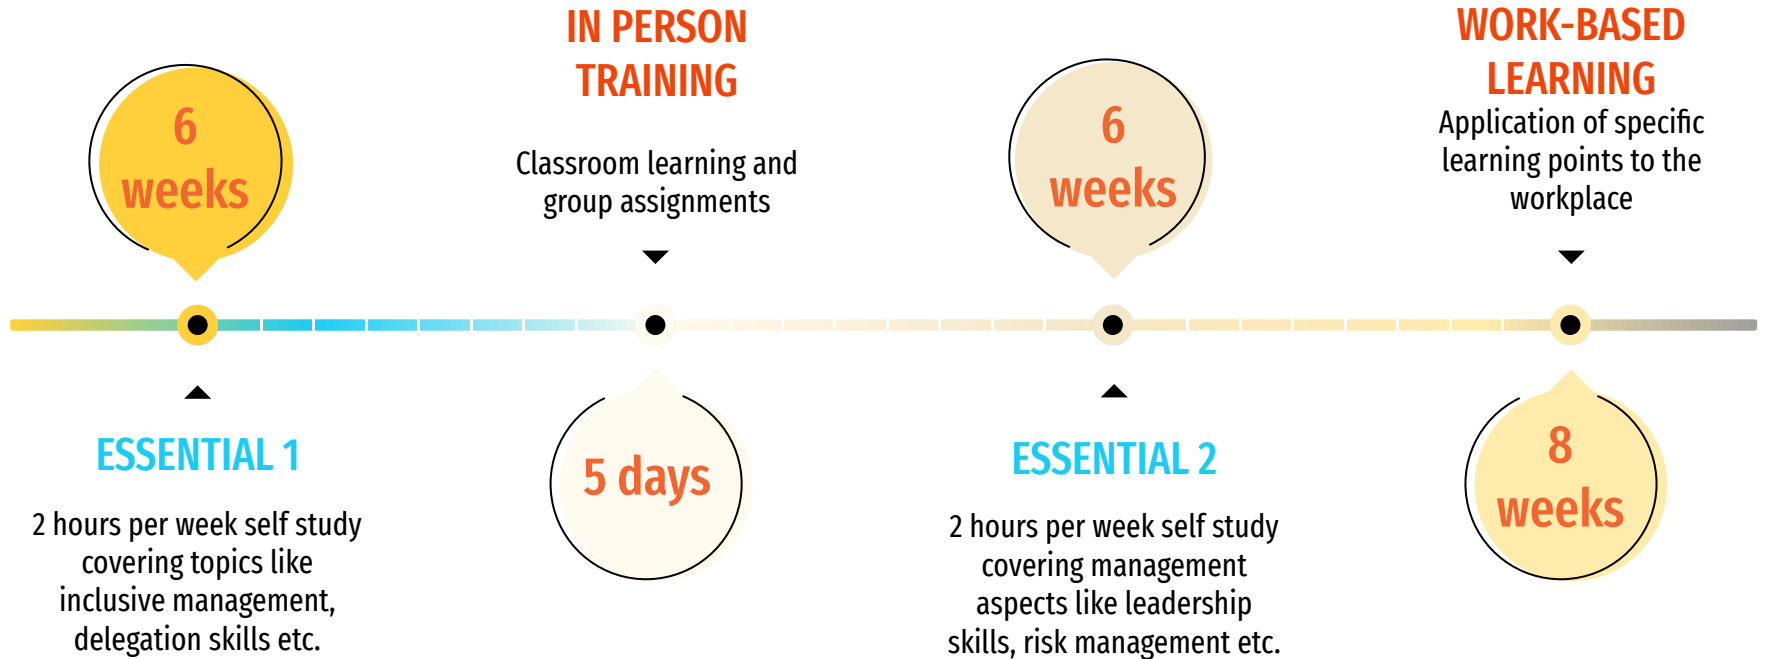 6
weeks
ESSENTIAL 1
2 hours per week self study
covering topics like
inclusive management,
delegation skills etc.
IN PERSON
TRAINING
Classroom learning and
group assignments
5 days
6
weeks
ESSENTIAL 2
2 hours per week self study
covering management
aspects like leadership
skills, risk management etc.
WORK-BASED
LEARNING
Application of specific
learning points to the
workplace
8
weeks